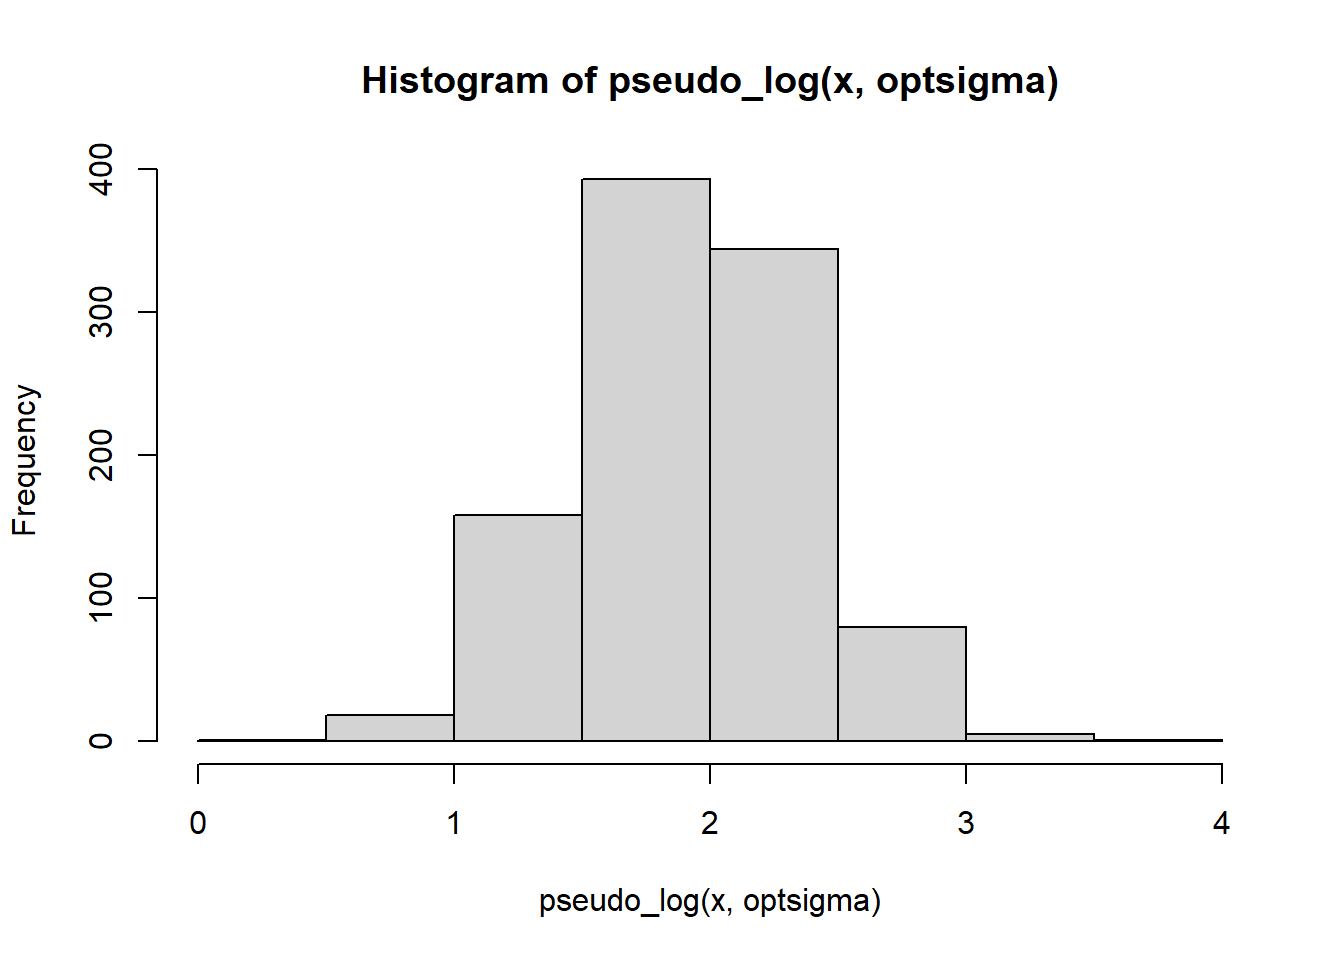 Histogram of pseudo_log(x, optsigma)
Frequency
400
300
200
100
0
0 1 2 3 4
pseudo_log(x, optsigma)